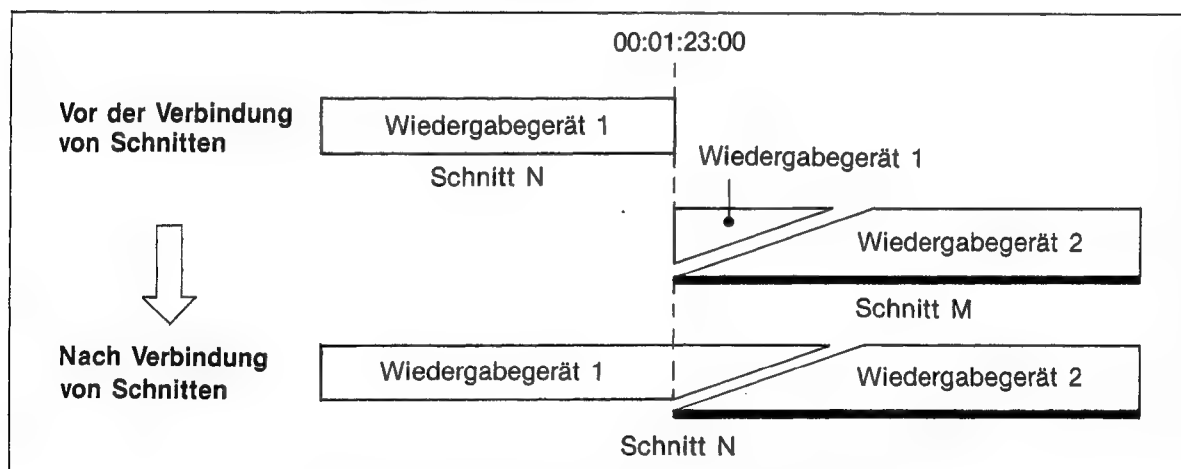 00:01:23:00
Vor der Verbindung
von Schnitten
Wiedergabegerät 1
Schnitt N
Wiedergabegerät 1
Wiedergabegerät 2
Schnitt M
Nach Verbindung
von Schnitten
Wiedergabegerät 1
Wiedergabegerät 2
Schnitt N